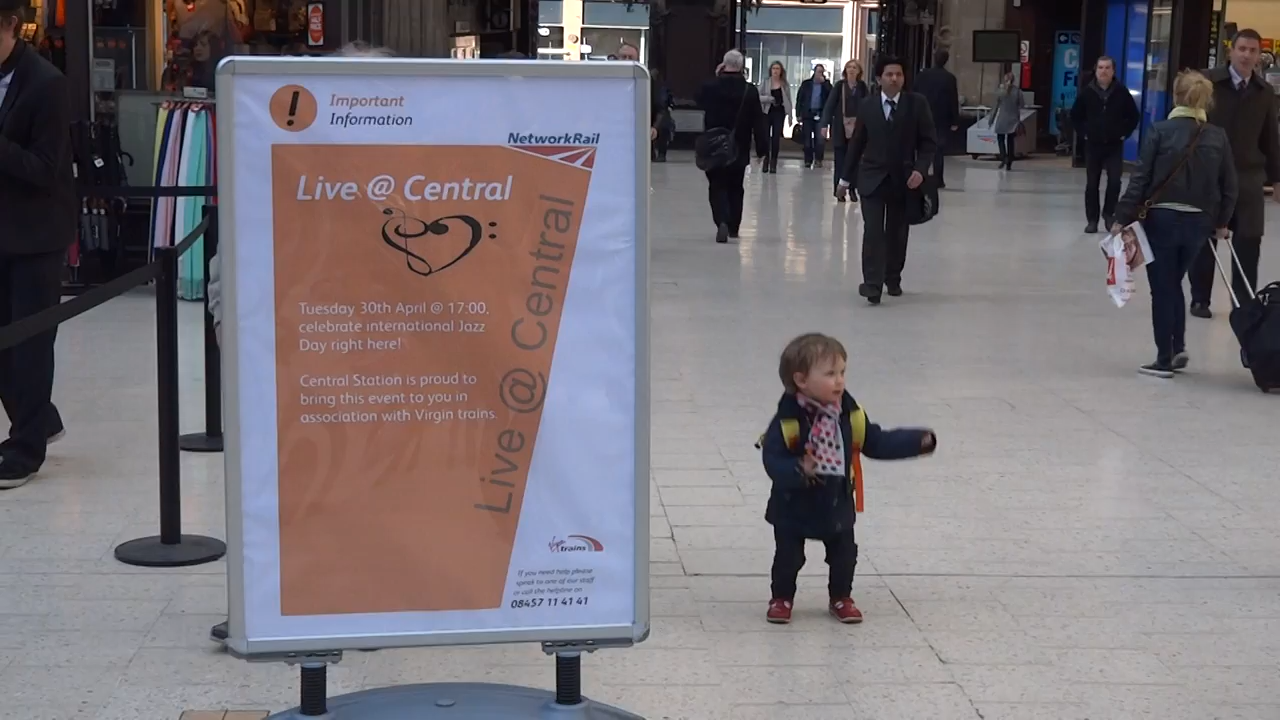 Important
Information
NetworkRail
Live @ Central
Live @ Central
Tuesday 30th April @ 17:00,
celebrate international Jazz
Day right here!
Central Station is proud to
bring this event to you in
association with Virgin trains.
Virgin trains
If you need help please
speak to one of our staff
or call the helpline on
08457 11 41 41